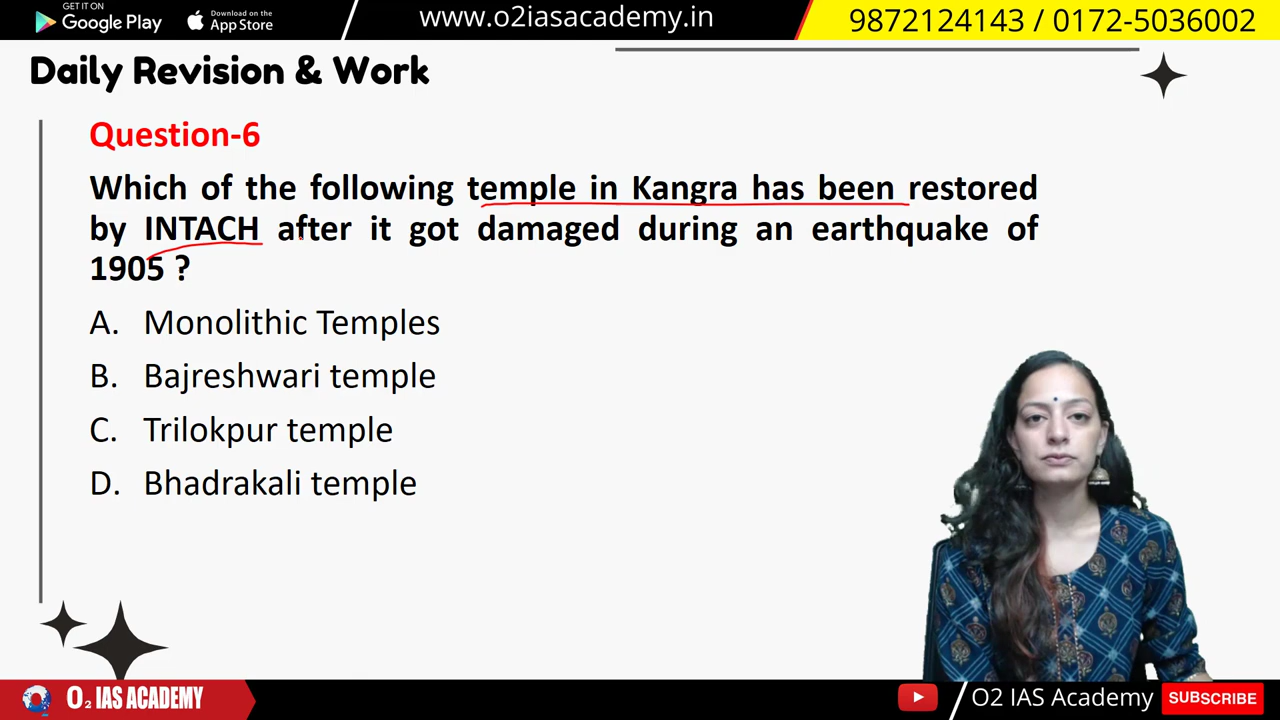 GET IT ON
Google Play
Download on the
App Store
www.o2iasacademy.in
9872124143 / 0172-5036002
Daily Revision & Work
Question-6
Which of the following temple in Kangra has been restored
by INTACH after it got damaged during an earthquake of
1905 ?
A. Monolithic Temples
B. Bajreshwari temple
C. Trilokpur temple
D. Bhadrakali temple
O₂ IAS ACADEMY
O2 IAS Academy
SUBSCRIBE